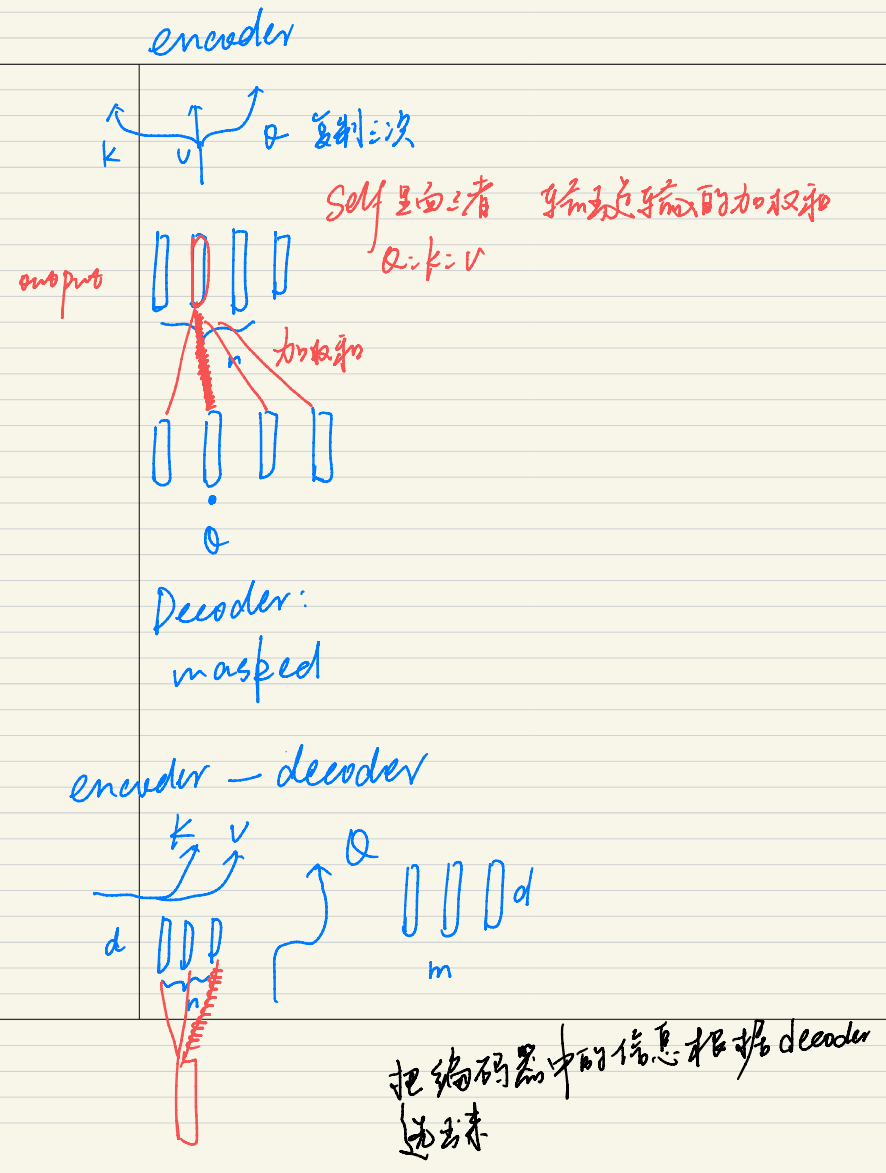 encoder
K V Q 复制三次
Self 里面三者 输出是输入的加权和
Q=K=V
output
n 加权和
Q
Decoder:
masked
encoder — decoder
K V Q
d
d
n
m
把编码器中的信息根据decoder
选出来